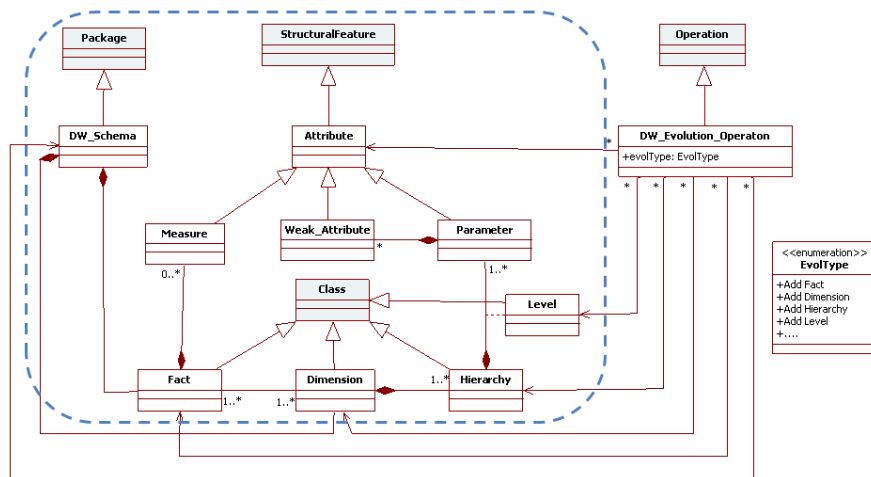 Package
StructuralFeature
Operation
DW_Schema
Attribute
*
DW_Evolution_Operaton
+evolType: EvolType
* * * * *
Measure
Weak_Attribute
*
Parameter
0..*
1..*
<<enumeration>>
EvolType
+Add Fact
+Add Dimension
+Add Hierarchy
+Add Level
+....
Class
Level
Fact
1..*
Dimension
1..*
1..*
Hierarchy